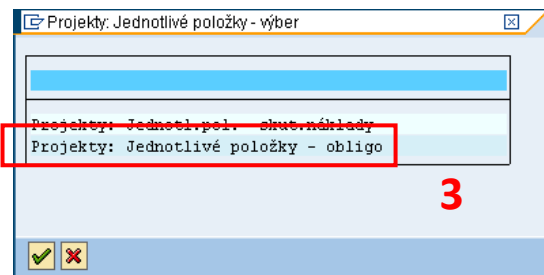 Projekty: Jednotlivé položky - výber
Projekty: Jednotl.pol. - skut.náklady
Projekty: Jednotlivé položky - obligo
3